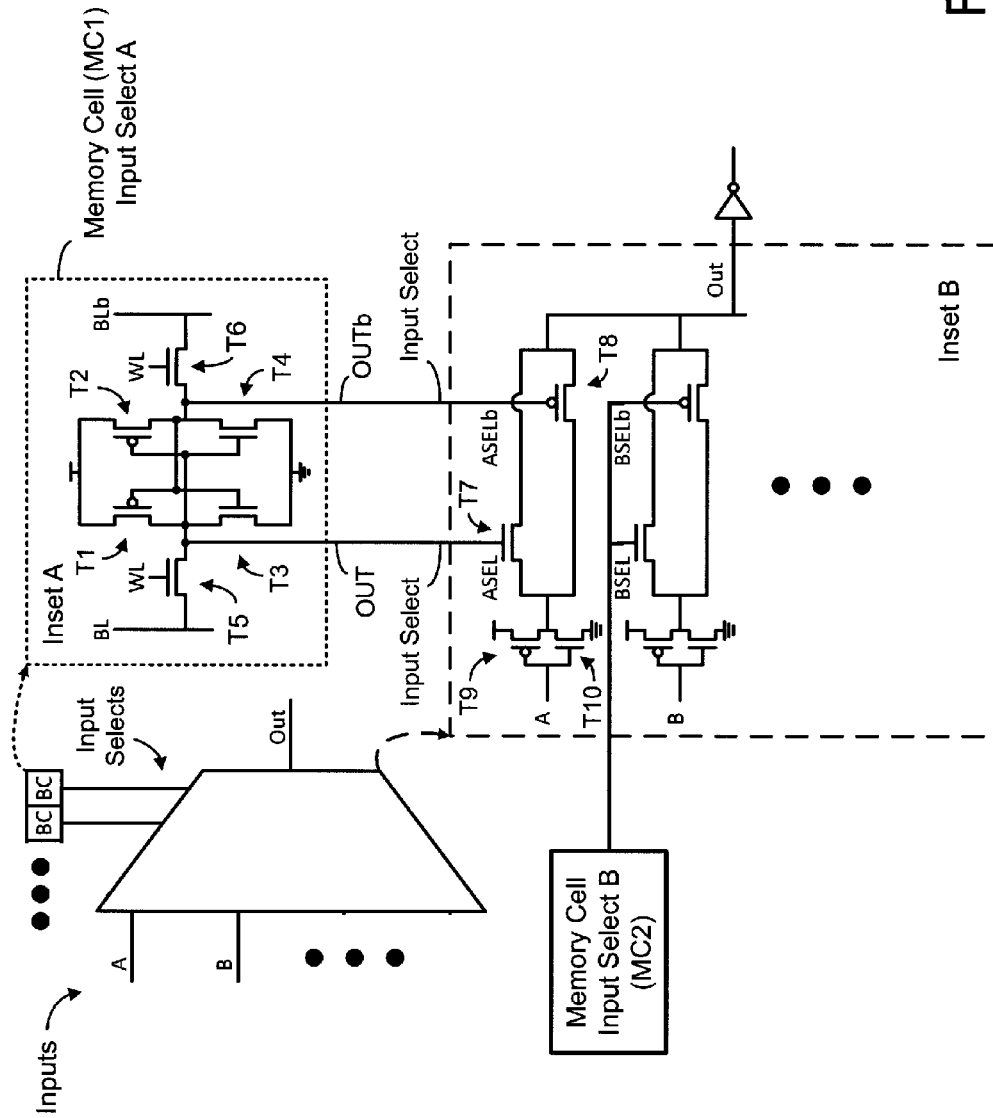 F
Memory Cell (MC1)
Input Select A
Inset A
BL
BLb
WL
WL
T1
T2
T3
T4
T5
T6
BC
BC
Input
Selects
Inputs
A
B
Out
OUT
OUTb
Input Select
Input Select
ASEL
ASELb
T7
T8
T9
T10
A
BSEL
BSELb
B
Out
Inset B
Memory Cell
Input Select B
(MC2)